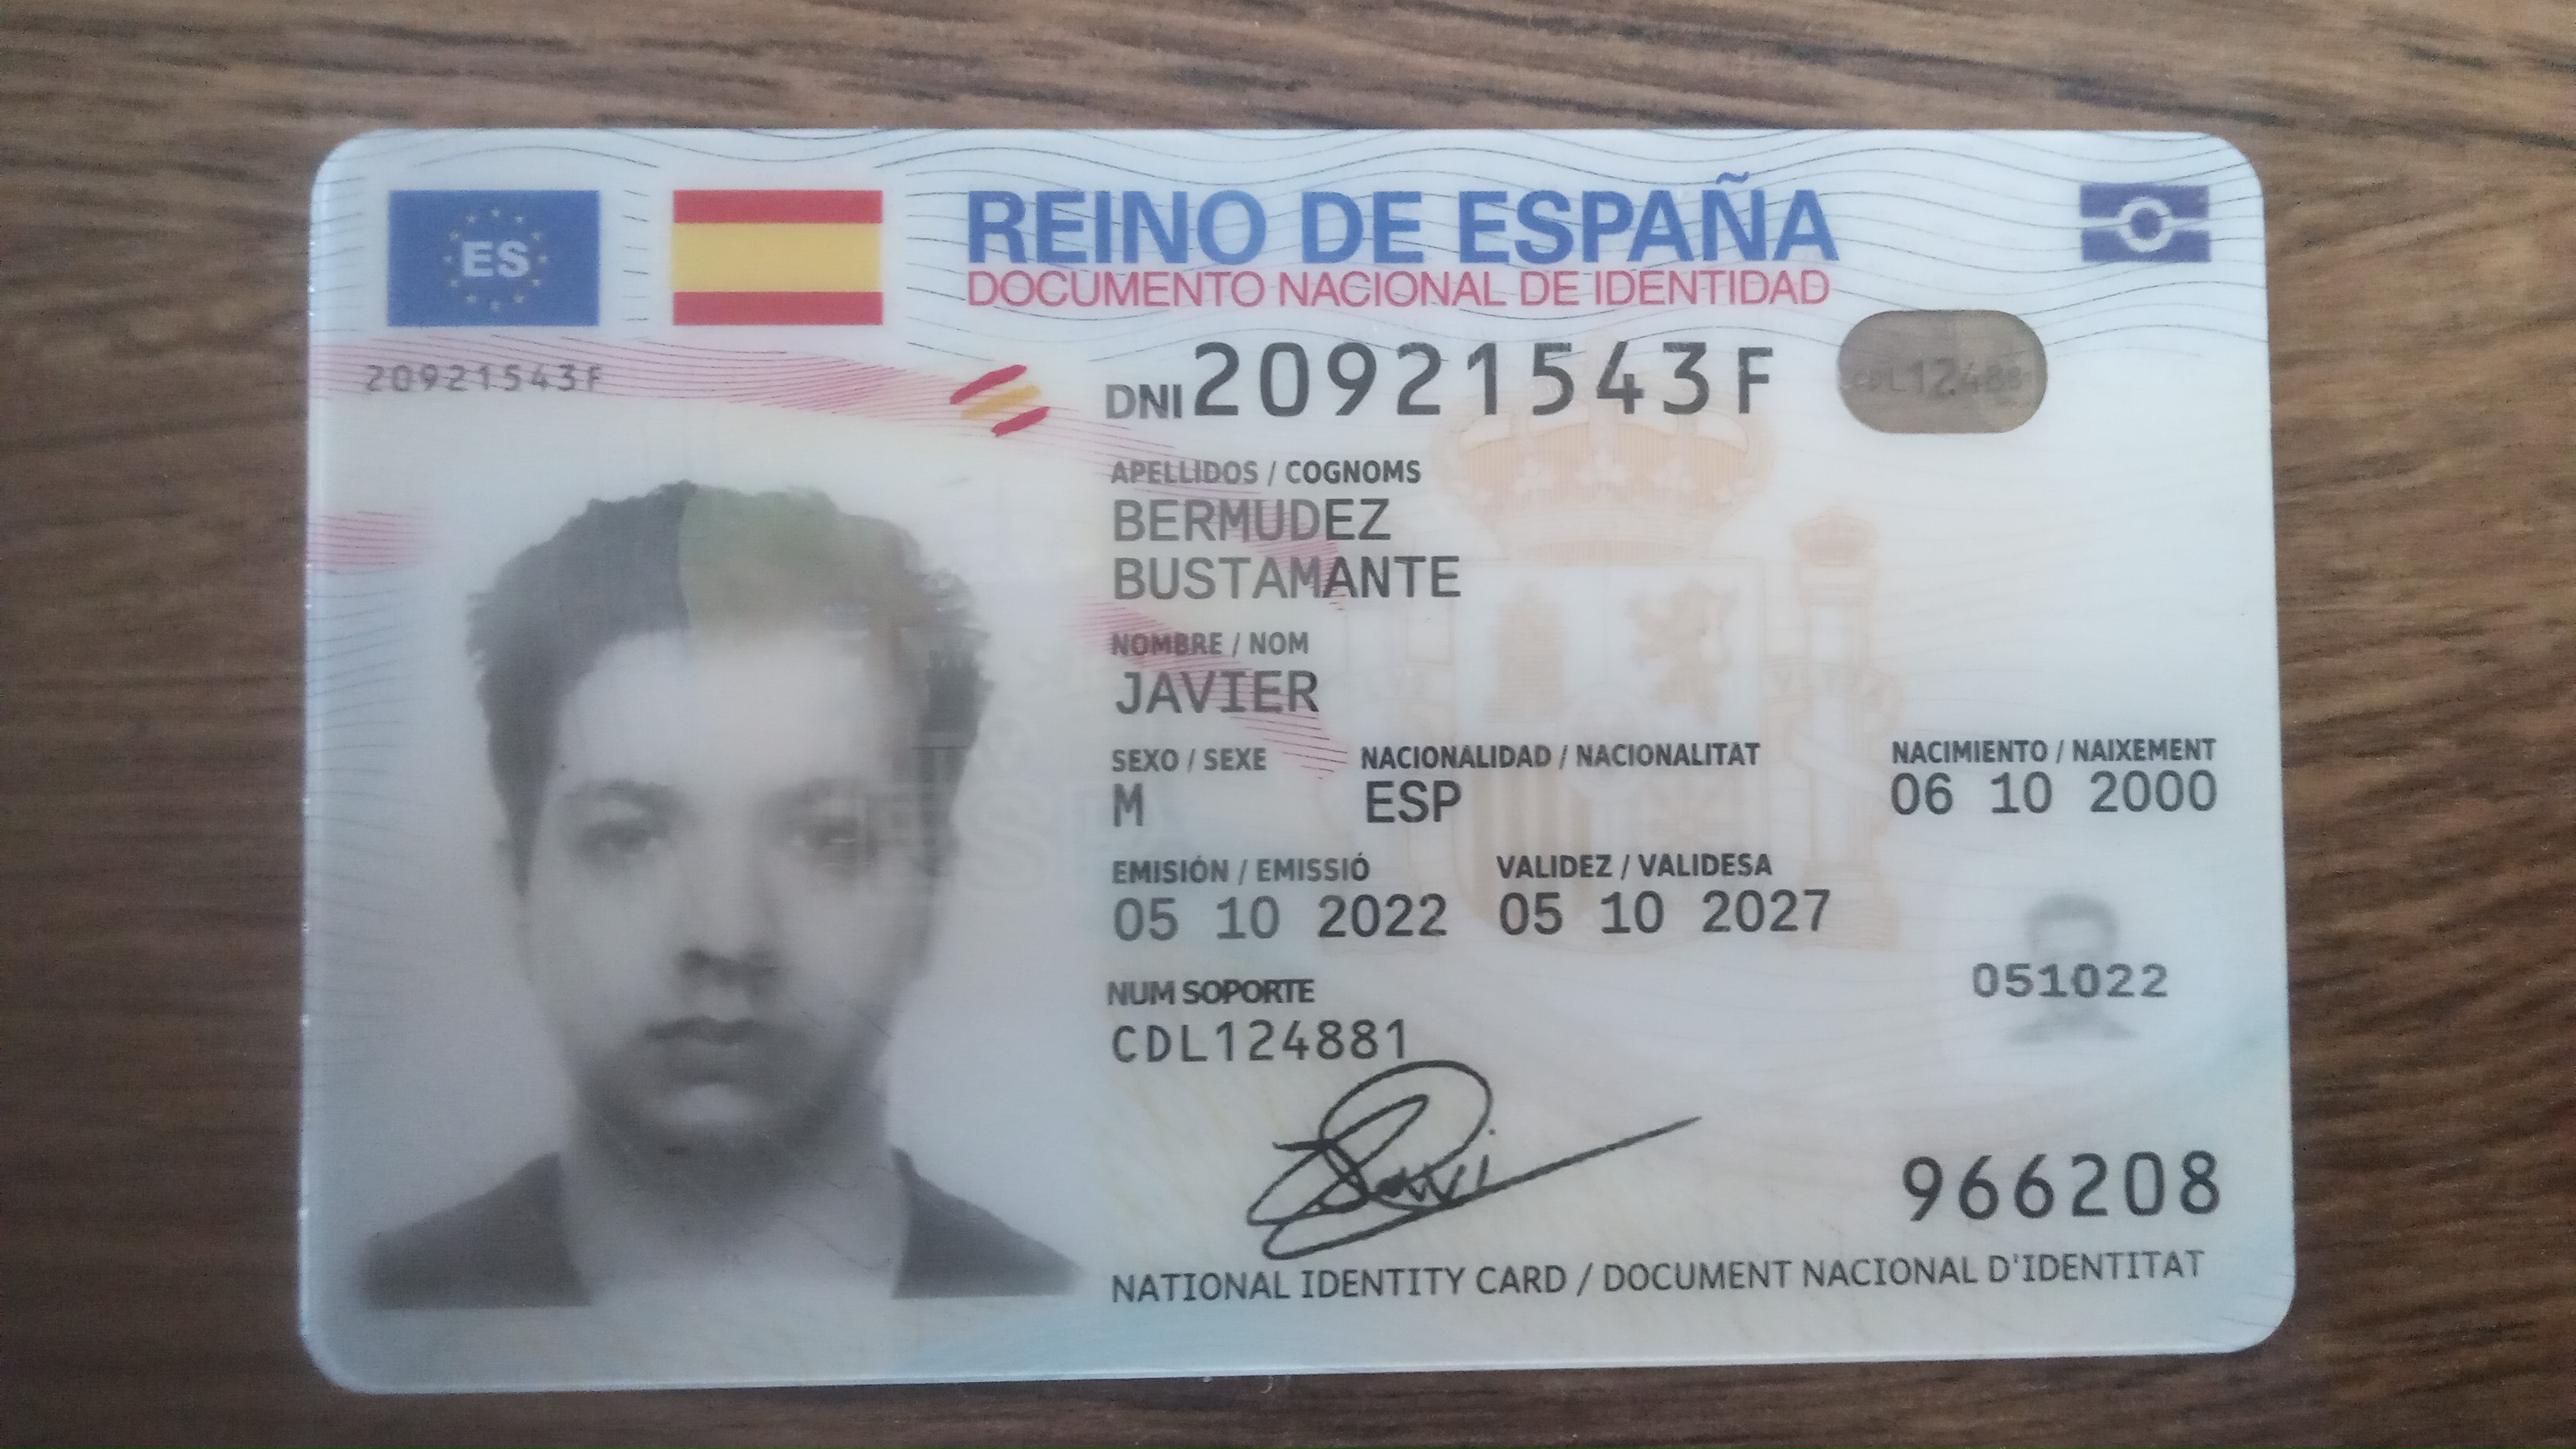 REINO DE ESPAÑA
DOCUMENTO NACIONAL DE IDENTIDAD
ES
20921543F
DNI 20921543F
APELLIDOS / COGNOMS
BERMUDEZ
BUSTAMANTE
NOMBRE / NOM
JAVIER
SEXO / SEXE NACIONALIDAD / NACIONALITAT NACIMIENTO / NAIXEMENT
M ESP 06 10 2000
EMISIÓN / EMISSIÓ VALIDEZ / VALIDESA
05 10 2022 05 10 2027
NUM SOPORTE
CDL124881
051022
966208
NATIONAL IDENTITY CARD / DOCUMENT NACIONAL D'IDENTITAT